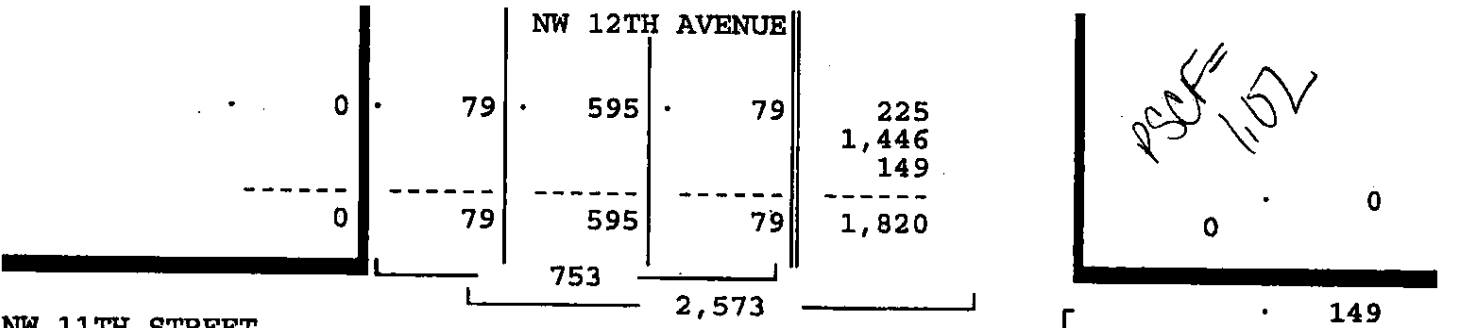 NW 12TH AVENUE
PSCF=
1.02
0 79 595 79 225
1,446
149
------ ------ ------ ------ ------
0 79 595 79 1,820
0 0
753
2,573
149
NW 11TH STREET